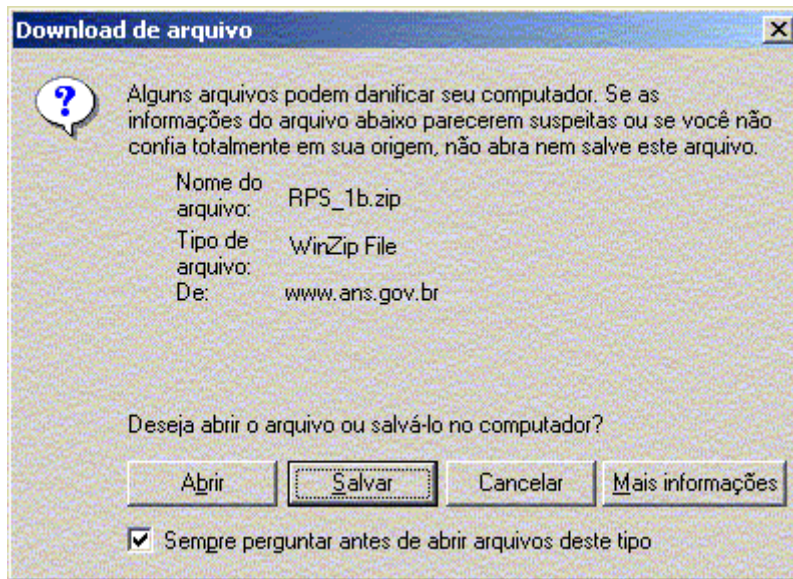 Download de arquivo
Alguns arquivos podem danificar seu computador. Se as
informações do arquivo abaixo parecerem suspeitas ou se você não
confia totalmente em sua origem, não abra nem salve este arquivo.
Nome do
arquivo: RPS_1b.zip
Tipo de
arquivo: WinZip File
De: www.ans.gov.br
Deseja abrir o arquivo ou salvá-lo no computador?
Abrir Salvar Cancelar Mais informações
Sempre perguntar antes de abrir arquivos deste tipo